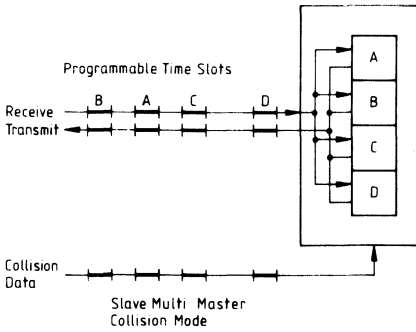 Programmable Time Slots
B A C D
Receive
Transmit
A
B
C
D
Collision
Data
Slave Multi Master
Collision Mode